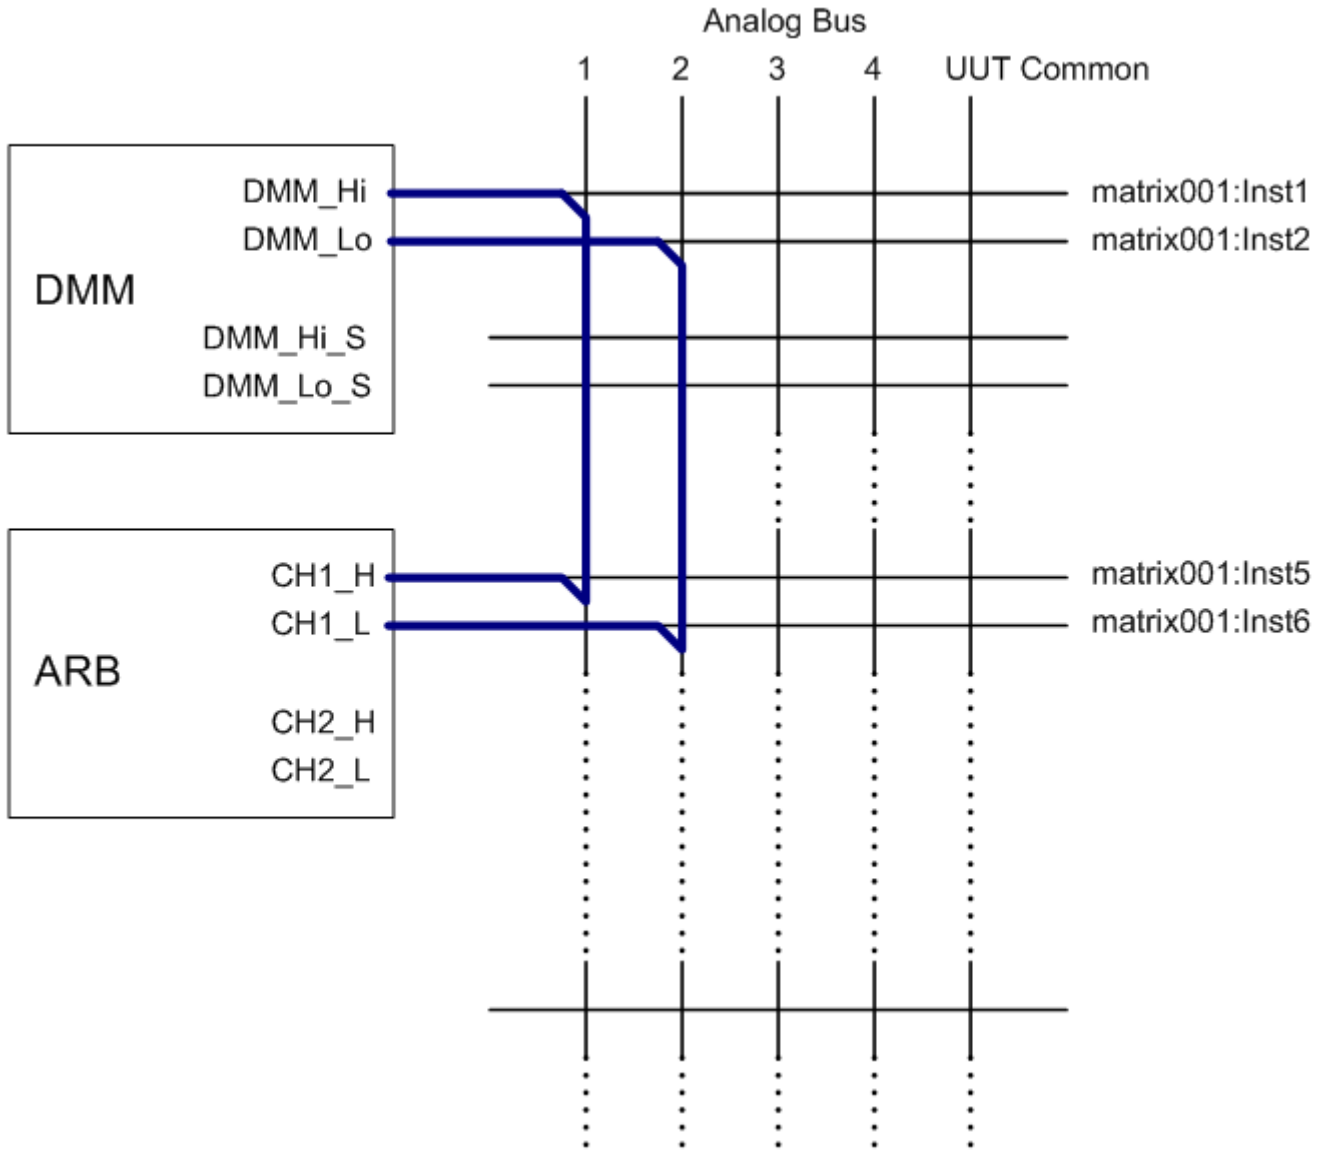 Analog Bus
1 2 3 4 UUT Common
DMM_Hi matrix001:Inst1
DMM_Lo matrix001:Inst2
DMM
DMM_Hi_S
DMM_Lo_S
CH1_H matrix001:Inst5
CH1_L matrix001:Inst6
ARB
CH2_H
CH2_L